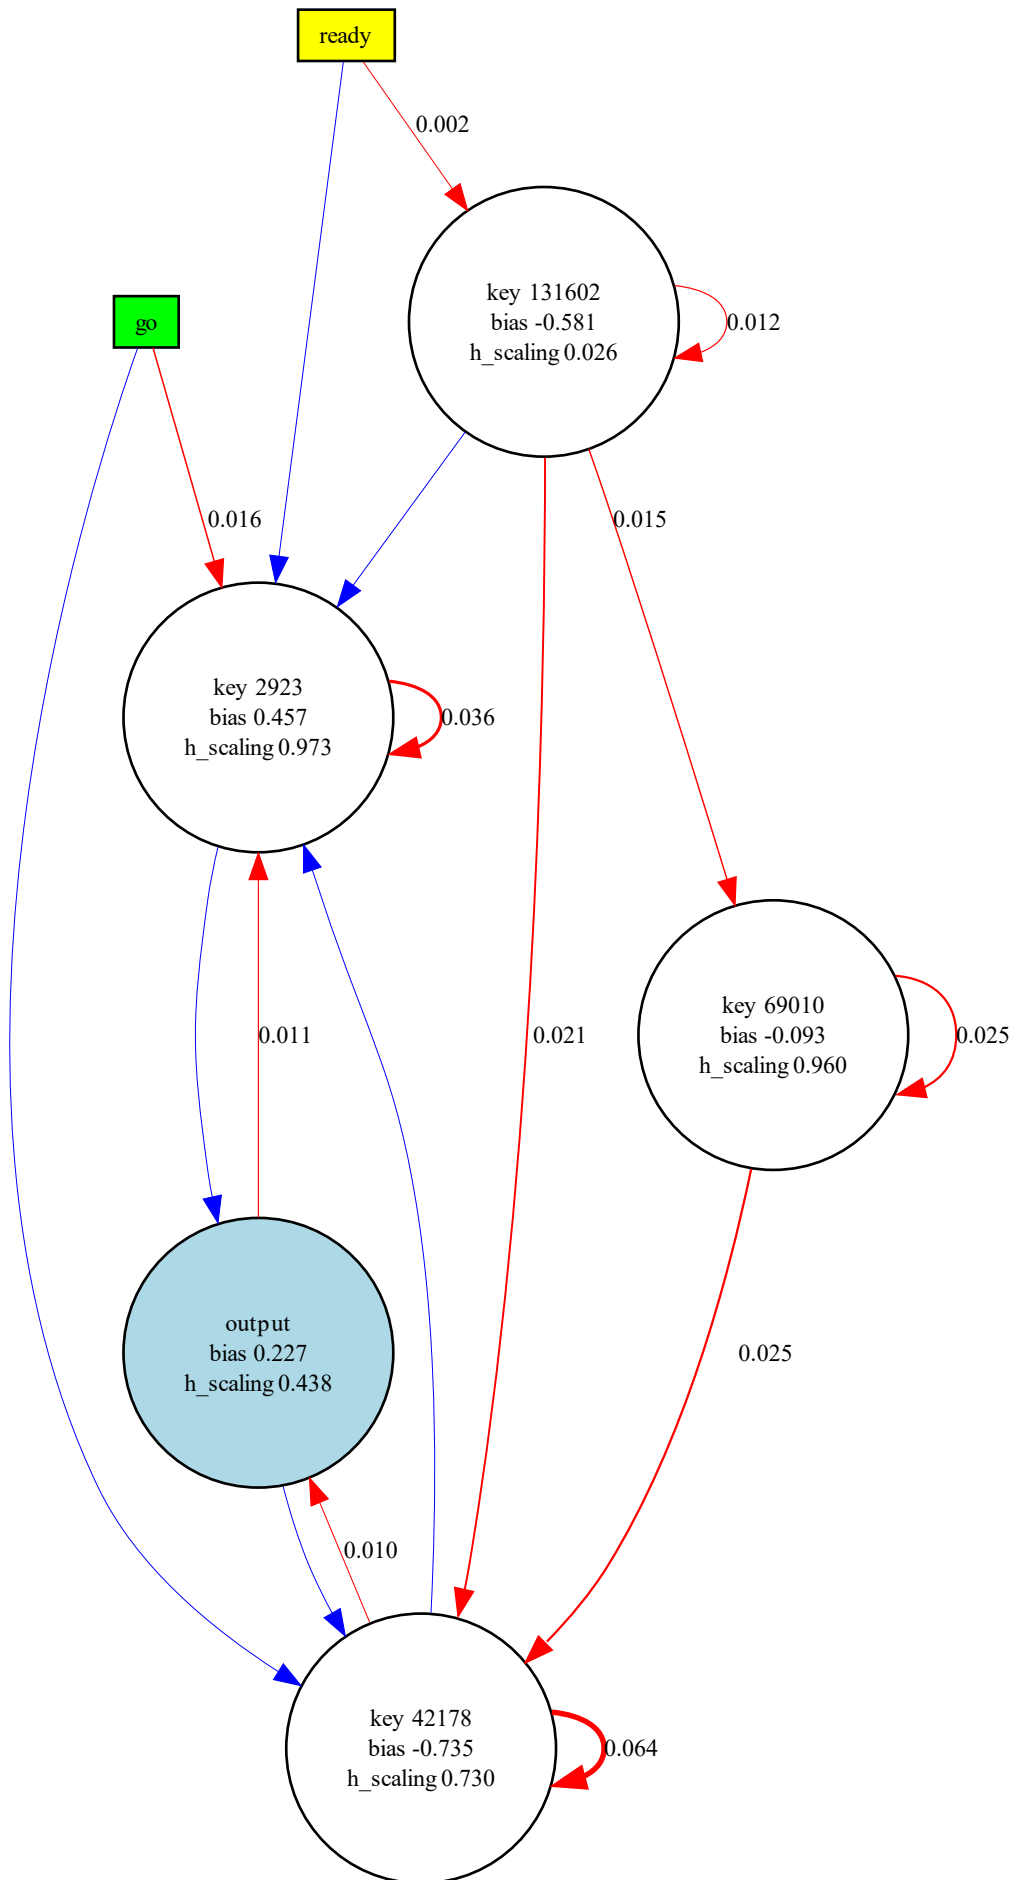 ready
0.002
key 131602
bias -0.581
h_scaling 0.026
0.012
go
0.016
0.015
key 2923
bias 0.457
h_scaling 0.973
0.036
key 69010
bias -0.093
h_scaling 0.960
0.025
0.011
0.021
output
bias 0.227
h_scaling 0.438
0.025
0.010
key 42178
bias -0.735
h_scaling 0.730
0.064